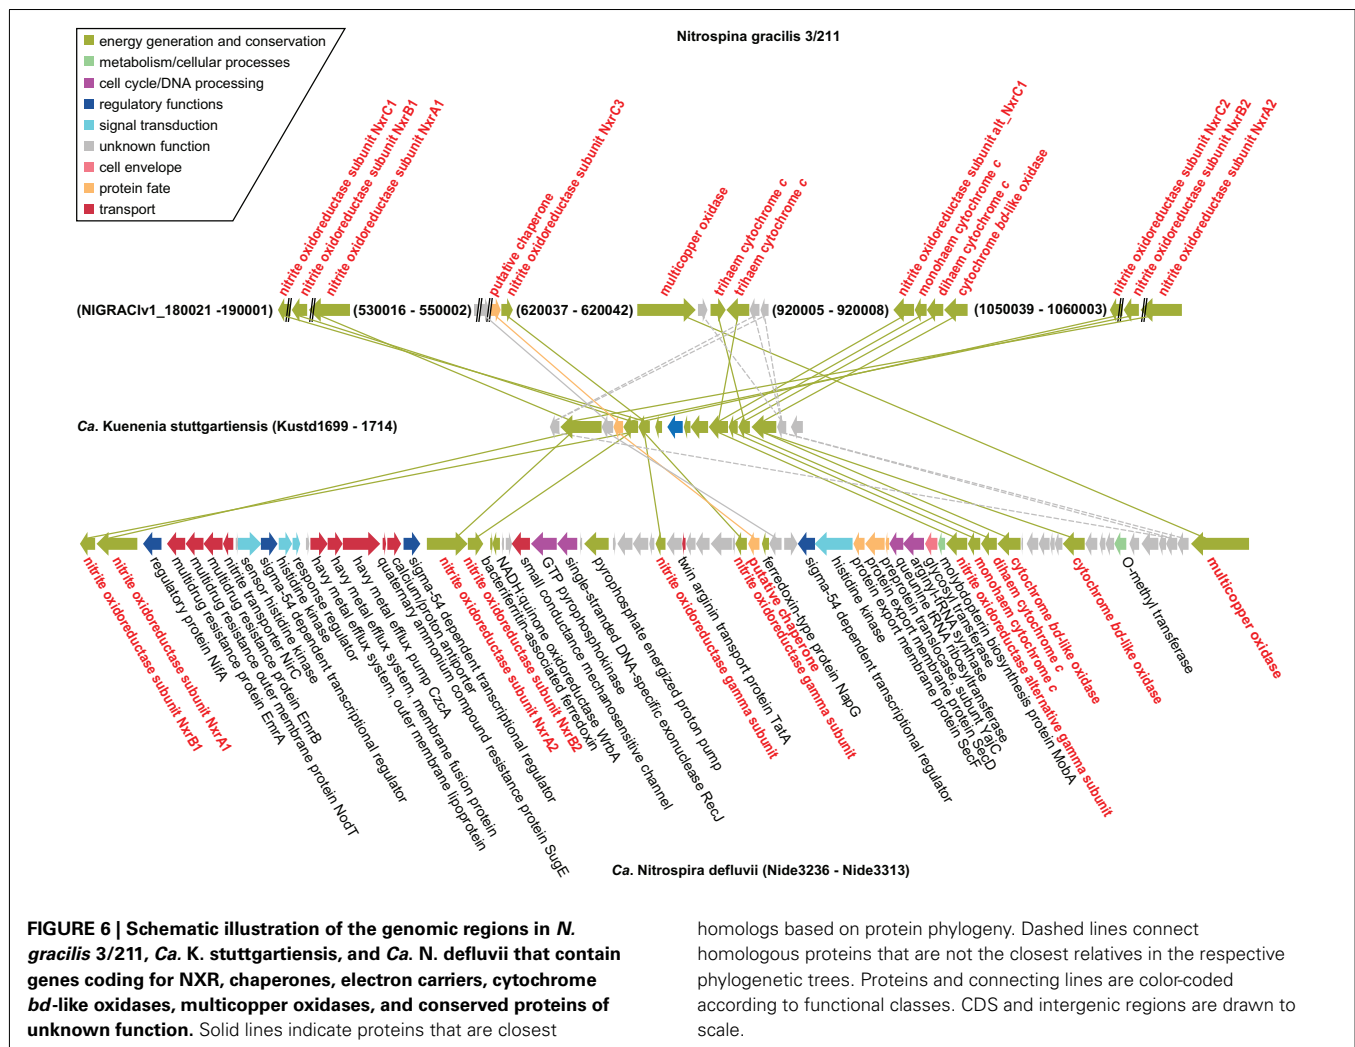 energy generation and conservation
metabolism/cellular processes
cell cycle/DNA processing
regulatory functions
signal transduction
unknown function
cell envelope
protein fate
transport
Nitrospina gracilis 3/211
nitrite oxidoreductase subunit NxrC1
nitrite oxidoreductase subunit NxrB1
nitrite oxidoreductase subunit NxrA1
putative chaperone
nitrite oxidoreductase subunit NxrC3
multicopper oxidase
trihaem cytochrome c
trihaem cytochrome c
nitrite oxidoreductase subunit alt_NxrC1
monohaem cytochrome c
dihaem cytochrome c
cytochrome bd-like oxidase
nitrite oxidoreductase subunit NxrC2
nitrite oxidoreductase subunit NxrB2
nitrite oxidoreductase subunit NxrA2
(NIGRAClv1_180021 -190001)
(530016 - 550002)
(620037 - 620042)
(920005 - 920008)
(1050039 - 1060003)
Ca. Kuenenia stuttgartiensis (Kustd1699 - 1714)
nitrite oxidoreductase subunit NxrB1
nitrite oxidoreductase subunit NxrA1
regulatory protein NifA
multidrug resistance protein EmrA
multidrug resistance protein EmrB
multidrug resistance outer membrane protein NodT
nitrite transporter NirC
sensor histidine kinase
sigma-54 dependent transcriptional regulator
histidine kinase
response regulator
havy metal efflux system, outer membrane lipoprotein
havy metal efflux system, membrane fusion protein
havy metal efflux pump CzcA
quaternary ammonium compound resistance protein SugE
calcium/proton antiporter
sigma-54 dependent transcriptional regulator
nitrite oxidoreductase subunit NxrA2
nitrite oxidoreductase subunit NxrB2
bacterioferritin-associated ferredoxin
NADH:quinone oxidoreductase WrbA
small conductance mechanosensitive channel
GTP pyrophosphokinase
single-stranded DNA-specific exonuclease RecJ
pyrophosphate energized proton pump
nitrite oxidoreductase gamma subunit
twin arginin transport protein TatA
nitrite oxidoreductase gamma subunit
putative chaperone
ferredoxin-type protein NapG
sigma-54 dependent transcriptional regulator
histidine kinase
protein export membrane protein SecF
protein export membrane protein SecD
preprotein translocase, subunit YajC
queuine tRNA ribosyltransferase
arginyl-tRNA synthase
glycosyl transferase
molybdopterin biosynthesis protein MobA
nitrite oxidoreductase alternative gamma subunit
monohaem cytochrome c
dihaem cytochrome c
cytochrome bd-like oxidase
cytochrome bd-like oxidase
O-methyl transferase
multicopper oxidase
Ca. Nitrospira defluvii (Nide3236 - Nide3313)
FIGURE 6 | Schematic illustration of the genomic regions in N.
gracilis 3/211, Ca. K. stuttgartiensis, and Ca. N. defluvii that contain
genes coding for NXR, chaperones, electron carriers, cytochrome
bd-like oxidases, multicopper oxidases, and conserved proteins of
unknown function. Solid lines indicate proteins that are closest
homologs based on protein phylogeny. Dashed lines connect
homologous proteins that are not the closest relatives in the respective
phylogenetic trees. Proteins and connecting lines are color-coded
according to functional classes. CDS and intergenic regions are drawn to
scale.